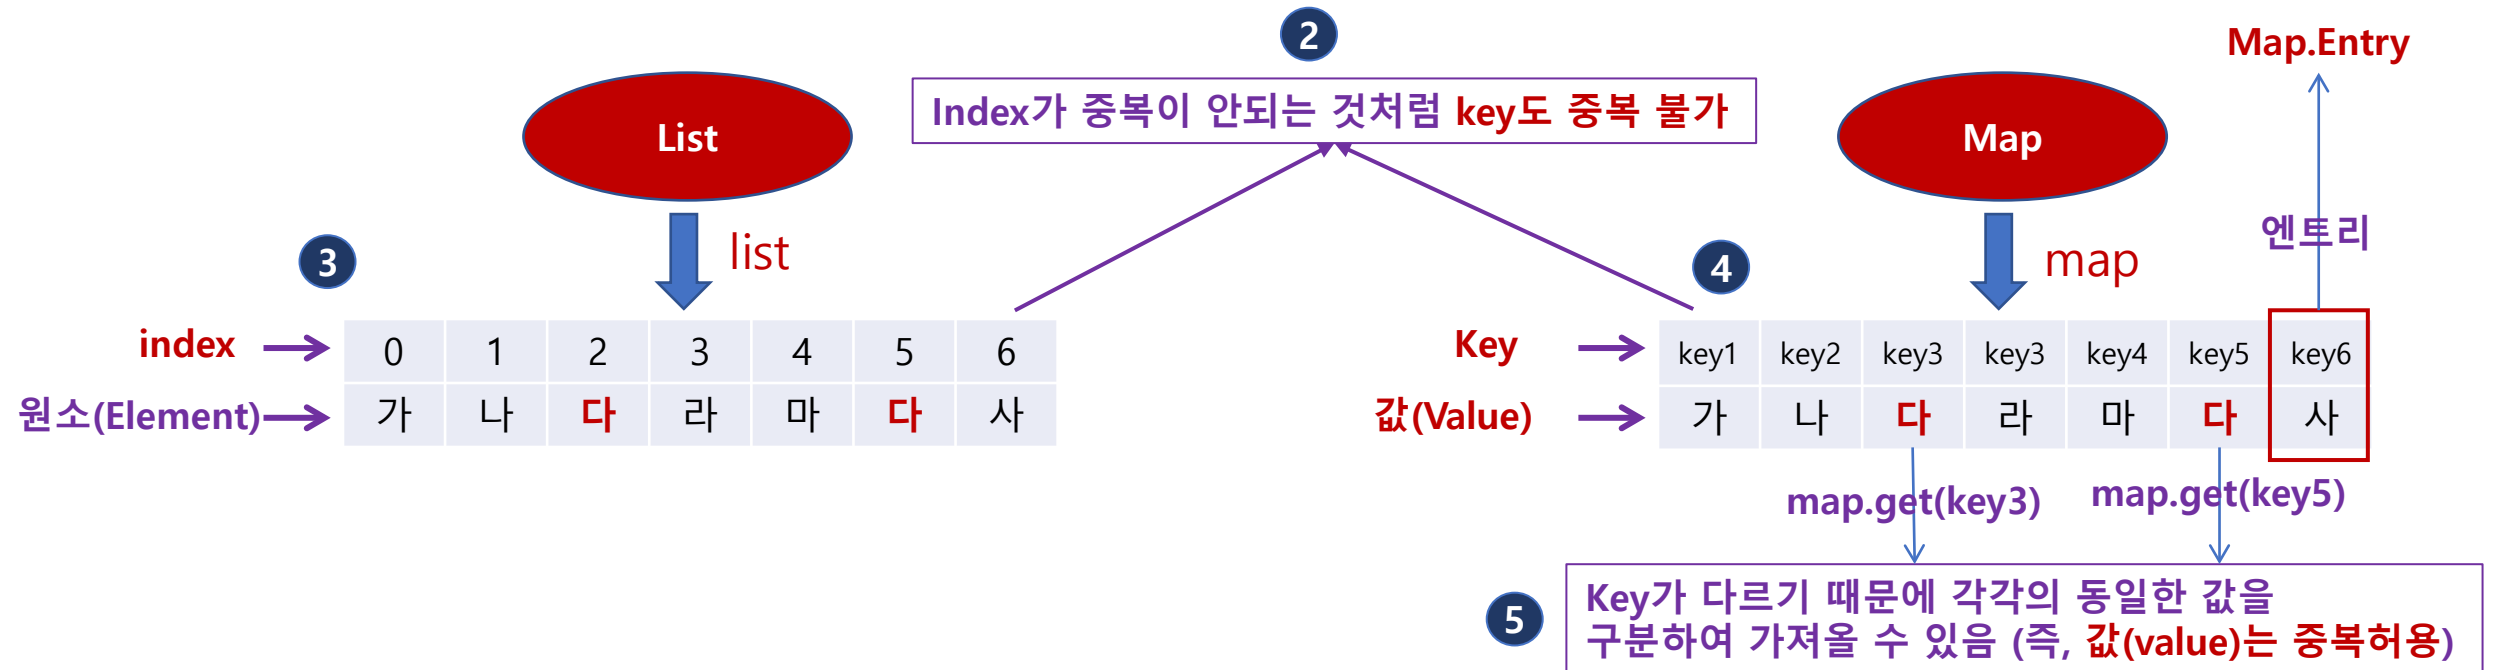 2
Map.Entry
Index가 중복이 안되는 것처럼 key도 중복 불가
List
Map
엔트리
list
map
3
4
index
0 1 2 3 4 5 6
원소(Element)
가 나 다 라 마 다 사
Key
key1 key2 key3 key3 key4 key5 key6
값(Value)
가 나 다 라 마 다 사
map.get(key3)
map.get(key5)
5
Key가 다르기 때문에 각각의 동일한 값을
구분하여 가져올 수 있음 (즉, 값(value)는 중복허용)